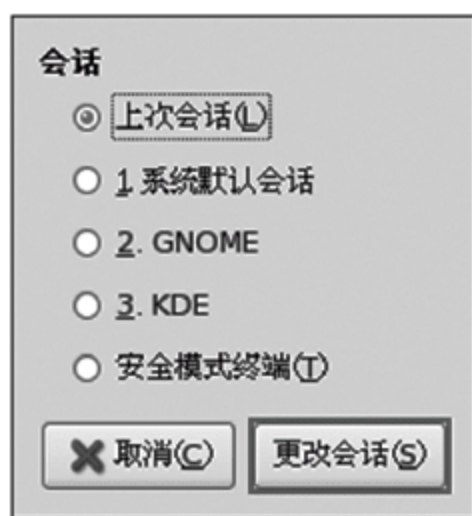 会话
上次会话(L)
1 系统默认会话
2. GNOME
3. KDE
安全模式终端(T)
取消(C)
更改会话(S)